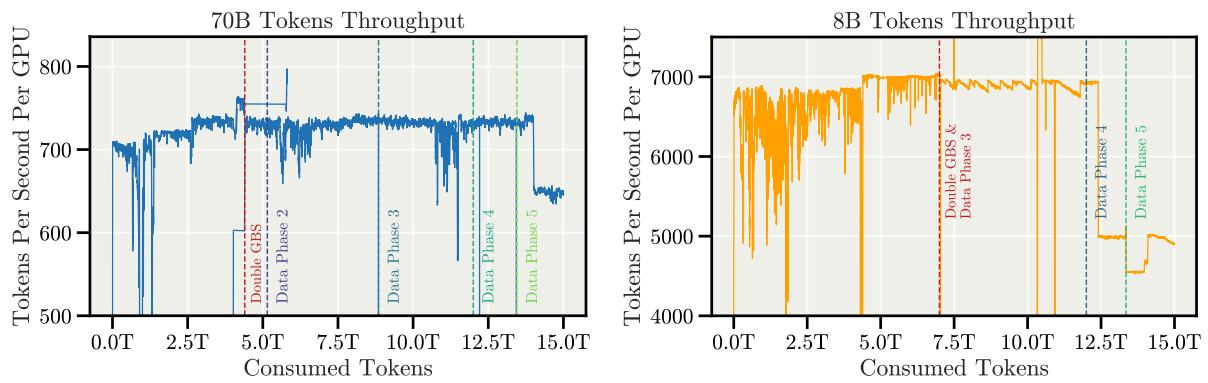 70B Tokens Throughput
Tokens Per Second Per GPU
800
700
600
500
Double GBS
Data Phase 2
Data Phase 3
Data Phase 4
Data Phase 5
0.0T 2.5T 5.0T 7.5T 10.0T 12.5T 15.0T
Consumed Tokens
8B Tokens Throughput
Tokens Per Second Per GPU
7000
6000
5000
4000
Double GBS &
Data Phase 3
Data Phase 4
Data Phase 5
0.0T 2.5T 5.0T 7.5T 10.0T 12.5T 15.0T
Consumed Tokens